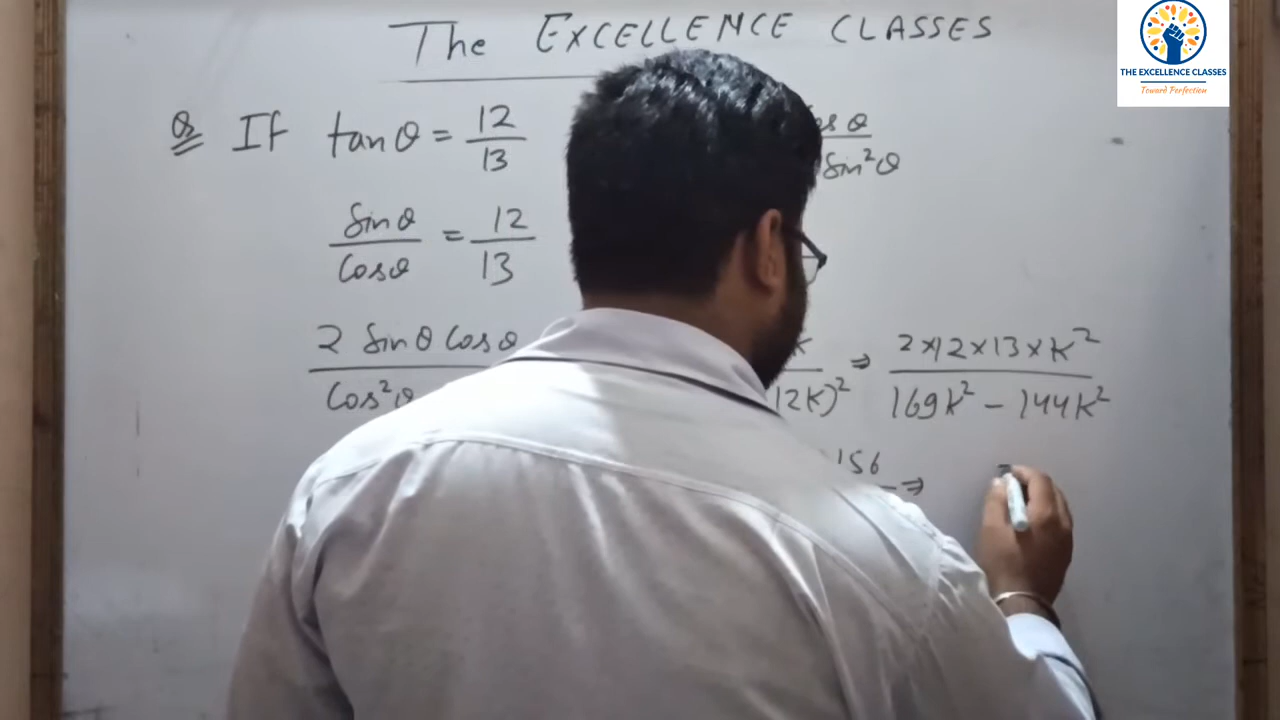 The EXCELLENCE CLASSES
THE EXCELLENCE CLASSES
Toward Perfection
Q If tanθ = 12/13 osθ / sin²θ
sinθ/cosθ = 12/13
2 sinθ cosθ / cos²θ K / 12K)² ⇒ 2×12×13×K² / 169K² - 144K²
156 ⇒